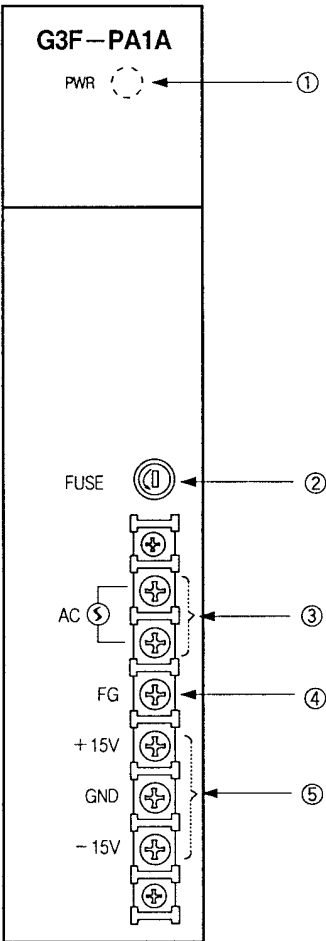 G3F-PA1A
PWR ①
FUSE ②
AC ③
FG ④
+15V
GND ⑤
-15V